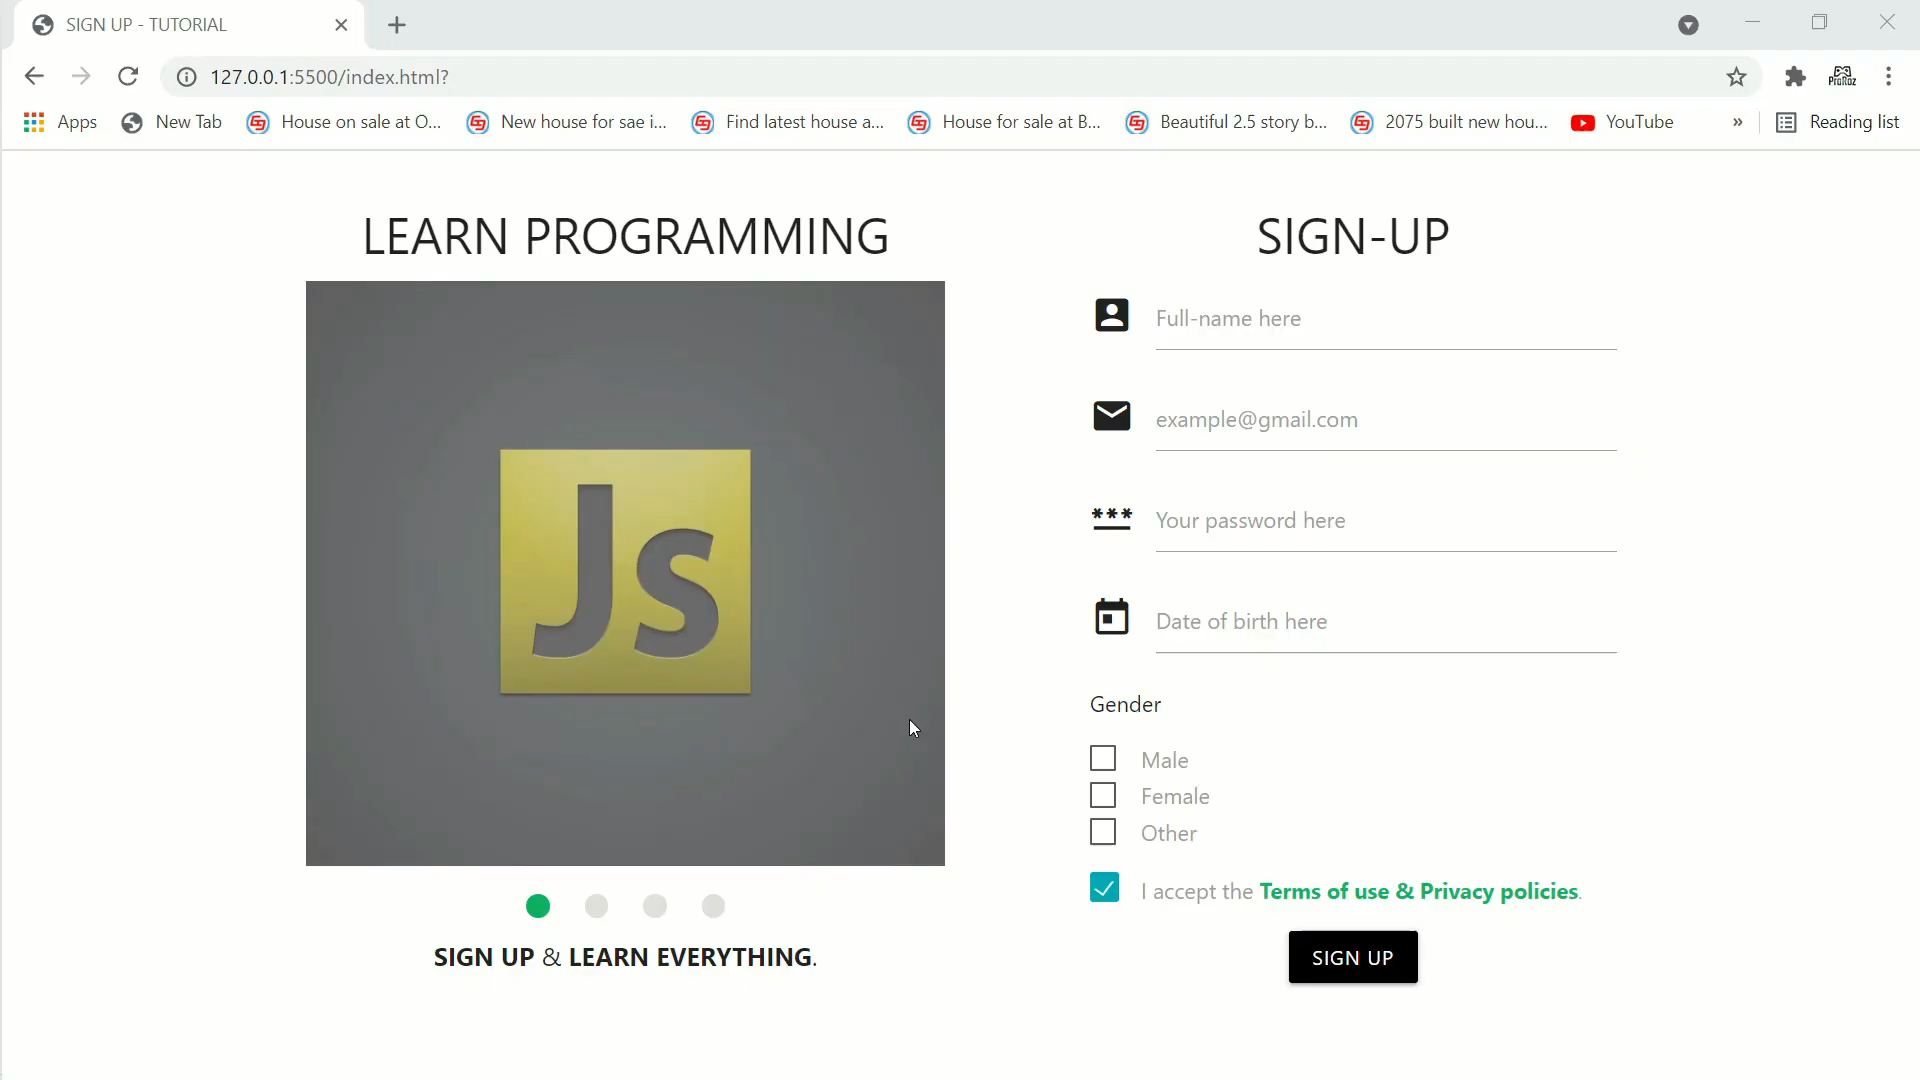 SIGN UP - TUTORIAL
127.0.0.1:5500/index.html?
ProRoz
Apps
New Tab
House on sale at O...
New house for sae i...
Find latest house a...
House for sale at B...
Beautiful 2.5 story b...
2075 built new hou...
YouTube
»
Reading list
LEARN PROGRAMMING
JS
SIGN UP & LEARN EVERYTHING.
SIGN-UP
Full-name here
example@gmail.com
*** Your password here
Date of birth here
Gender
Male
Female
Other
I accept the Terms of use & Privacy policies.
SIGN UP